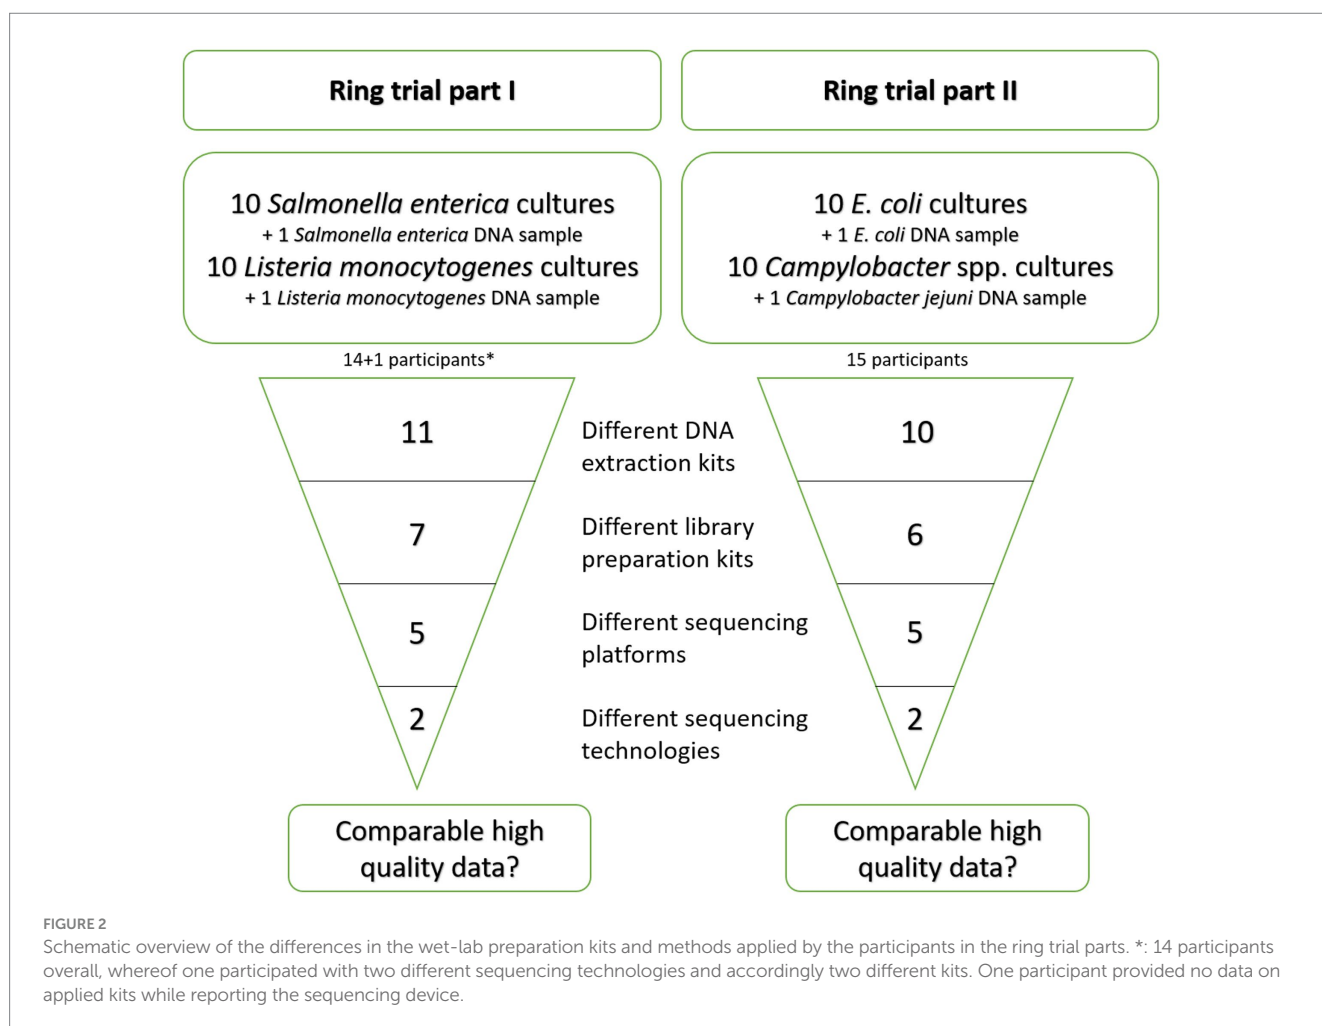 Ring trial part I
Ring trial part II
10 Salmonella enterica cultures
+ 1 Salmonella enterica DNA sample
10 Listeria monocytogenes cultures
+ 1 Listeria monocytogenes DNA sample
10 E. coli cultures
+ 1 E. coli DNA sample
10 Campylobacter spp. cultures
+ 1 Campylobacter jejuni DNA sample
14+1 participants*
15 participants
11
Different DNA
extraction kits
10
7
Different library
preparation kits
6
5
Different sequencing
platforms
5
2
Different sequencing
technologies
2
Comparable high
quality data?
Comparable high
quality data?
FIGURE 2
Schematic overview of the differences in the wet-lab preparation kits and methods applied by the participants in the ring trial parts. *: 14 participants
overall, whereof one participated with two different sequencing technologies and accordingly two different kits. One participant provided no data on
applied kits while reporting the sequencing device.